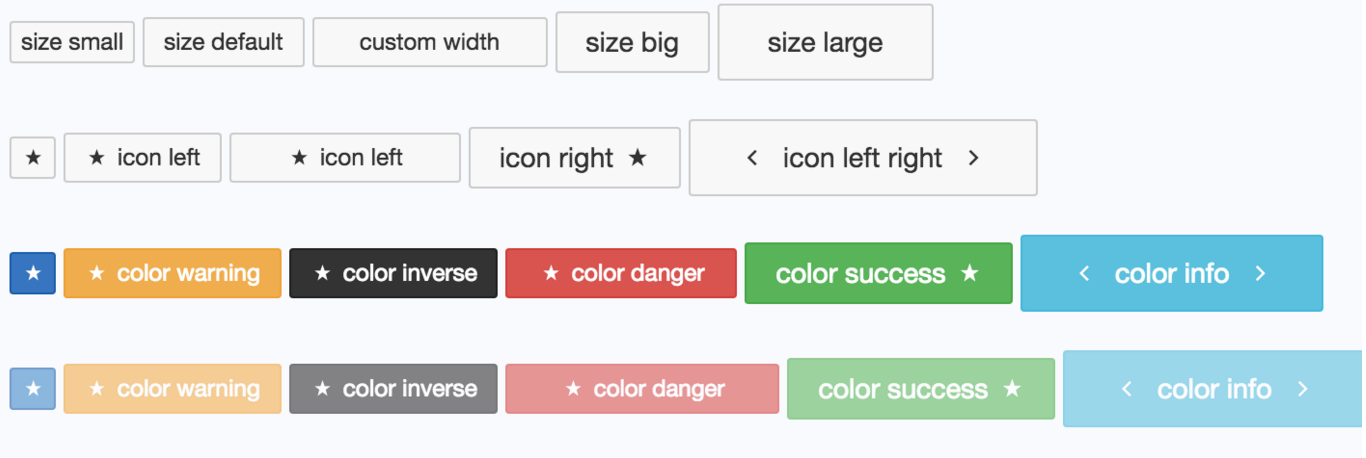 size small size default custom width size big size large
★ ★ icon left ★ icon left icon right ★ < icon left right >
★ ★ color warning ★ color inverse ★ color danger color success ★ < color info >
★ ★ color warning ★ color inverse ★ color danger color success ★ < color info >